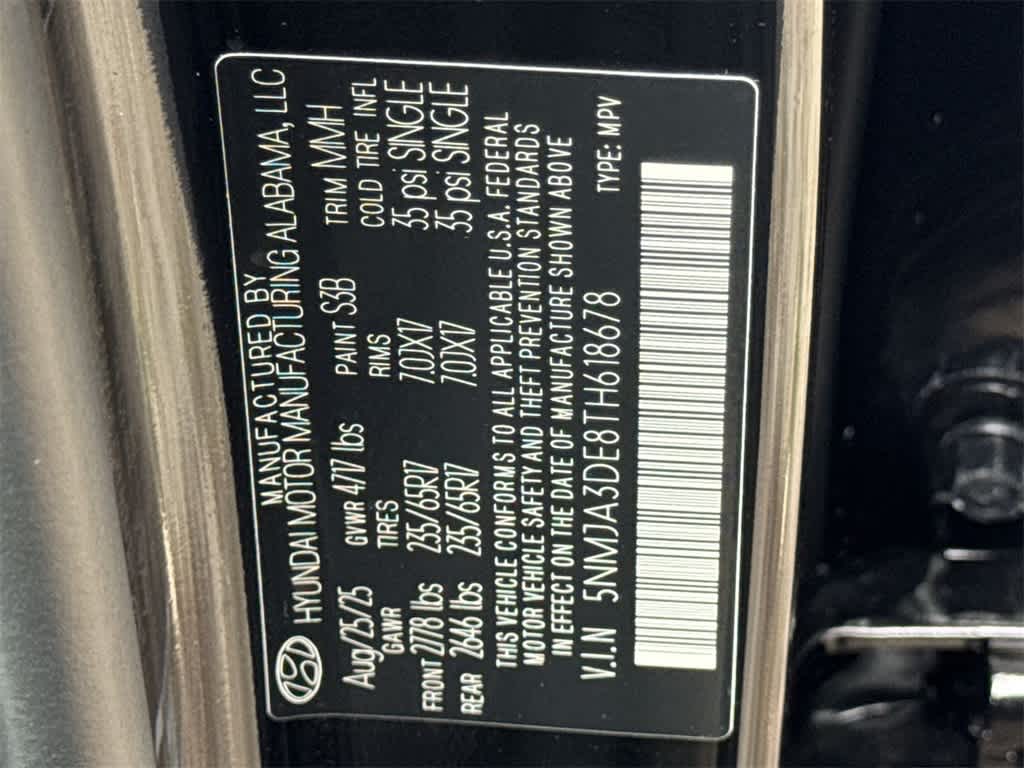 MANUFACTURED BY
HYUNDAI MOTOR MANUFACTURING ALABAMA, LLC
Aug/25/25 GVWR 4717 lbs PAINT S3B TRIM MMH
GAWR TIRES RIMS COLD TIRE INFL
FRONT 2778 lbs 235/65R17 7.0JX17 35 psi SINGLE
REAR 2646 lbs 235/65R17 7.0JX17 35 psi SINGLE
THIS VEHICLE CONFORMS TO ALL APPLICABLE U.S.A. FEDERAL
MOTOR VEHICLE SAFETY AND THEFT PREVENTION STANDARDS
IN EFFECT ON THE DATE OF MANUFACTURE SHOWN ABOVE
V.I.N 5NMJA3DE8TH618678 TYPE: MPV